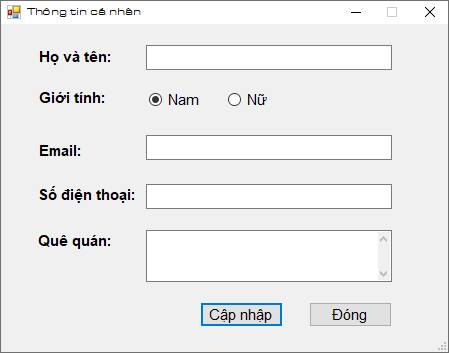 Thông tin cá nhân
Họ và tên:
Giới tính: Nam Nữ
Email:
Số điện thoại:
Quê quán:
Cập nhập Đóng